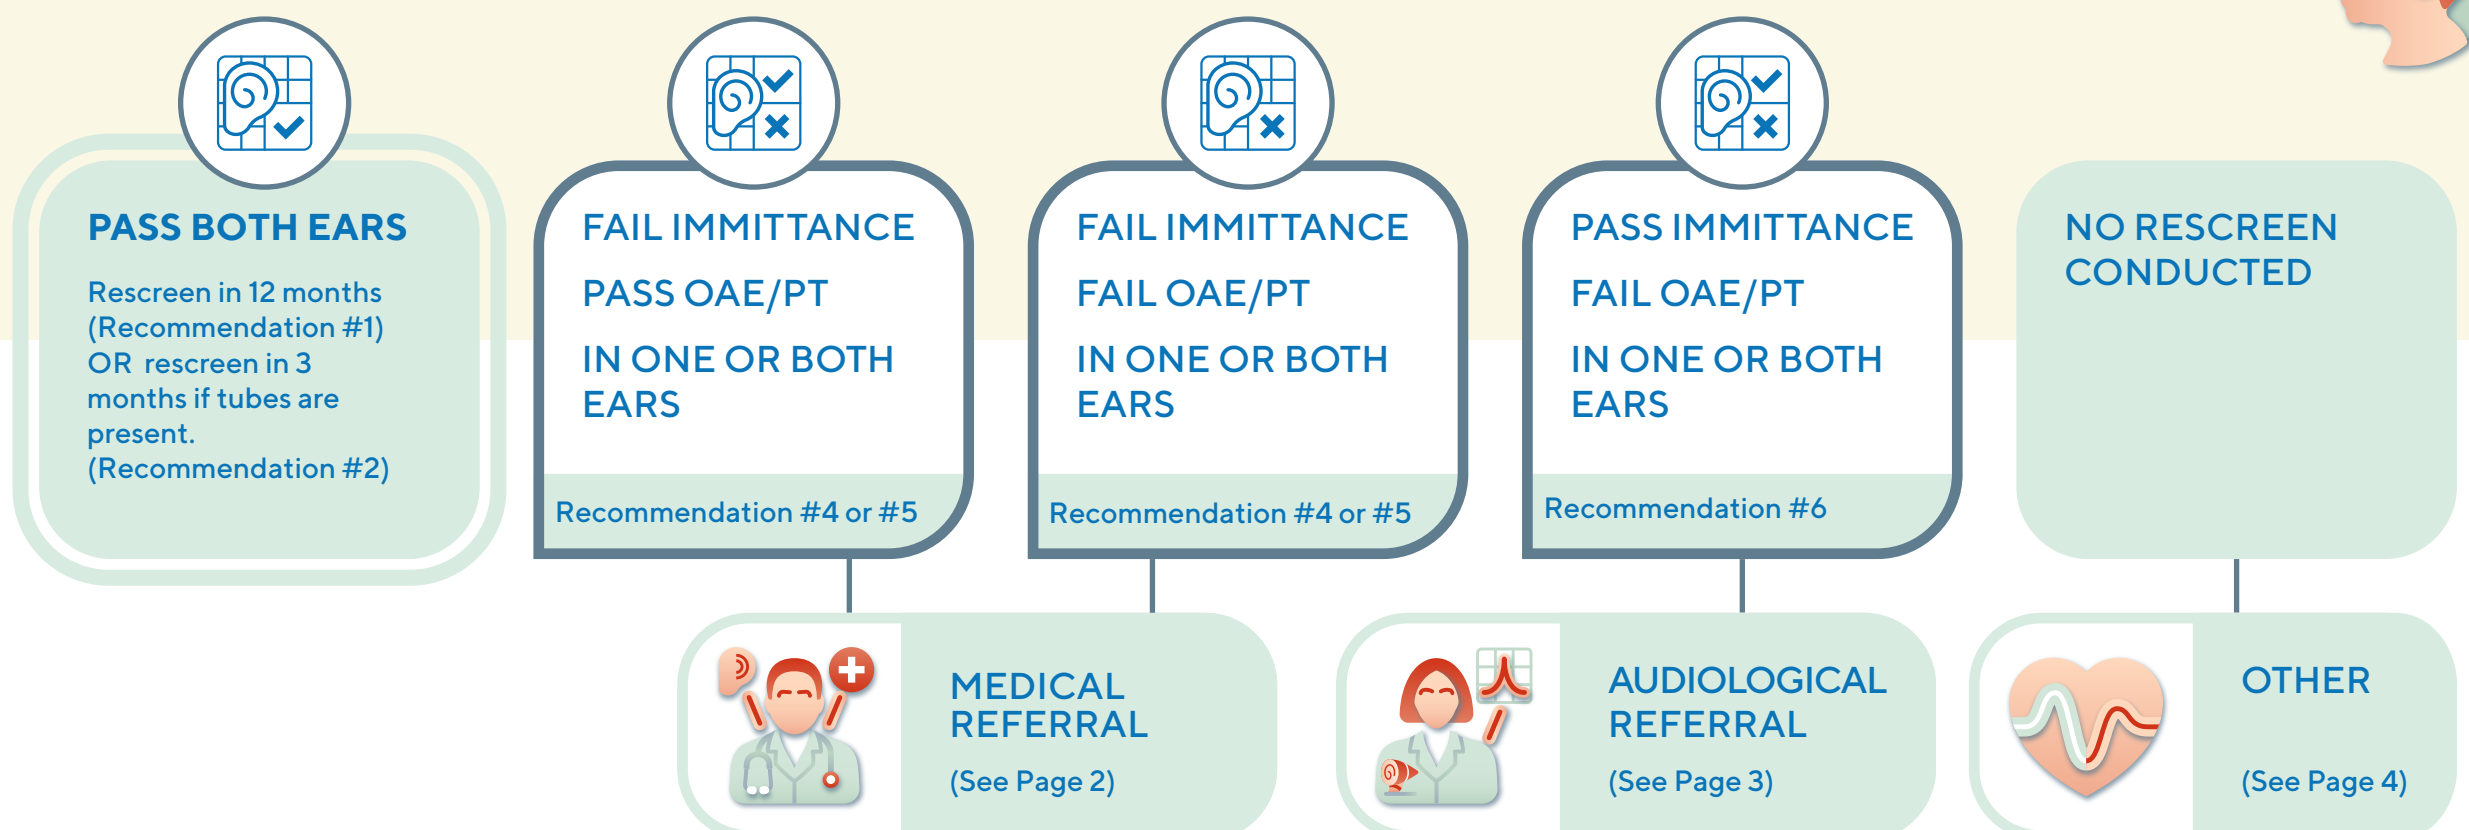 PASS BOTH EARS
Rescreen in 12 months
(Recommendation #1)
OR rescreen in 3
months if tubes are
present.
(Recommendation #2)
FAIL IMMITTANCE
PASS OAE/PT
IN ONE OR BOTH
EARS
Recommendation #4 or #5
FAIL IMMITTANCE
FAIL OAE/PT
IN ONE OR BOTH
EARS
Recommendation #4 or #5
PASS IMMITTANCE
FAIL OAE/PT
IN ONE OR BOTH
EARS
Recommendation #6
NO RESCREEN
CONDUCTED
MEDICAL
REFERRAL
(See Page 2)
AUDIOLOGICAL
REFERRAL
(See Page 3)
OTHER
(See Page 4)